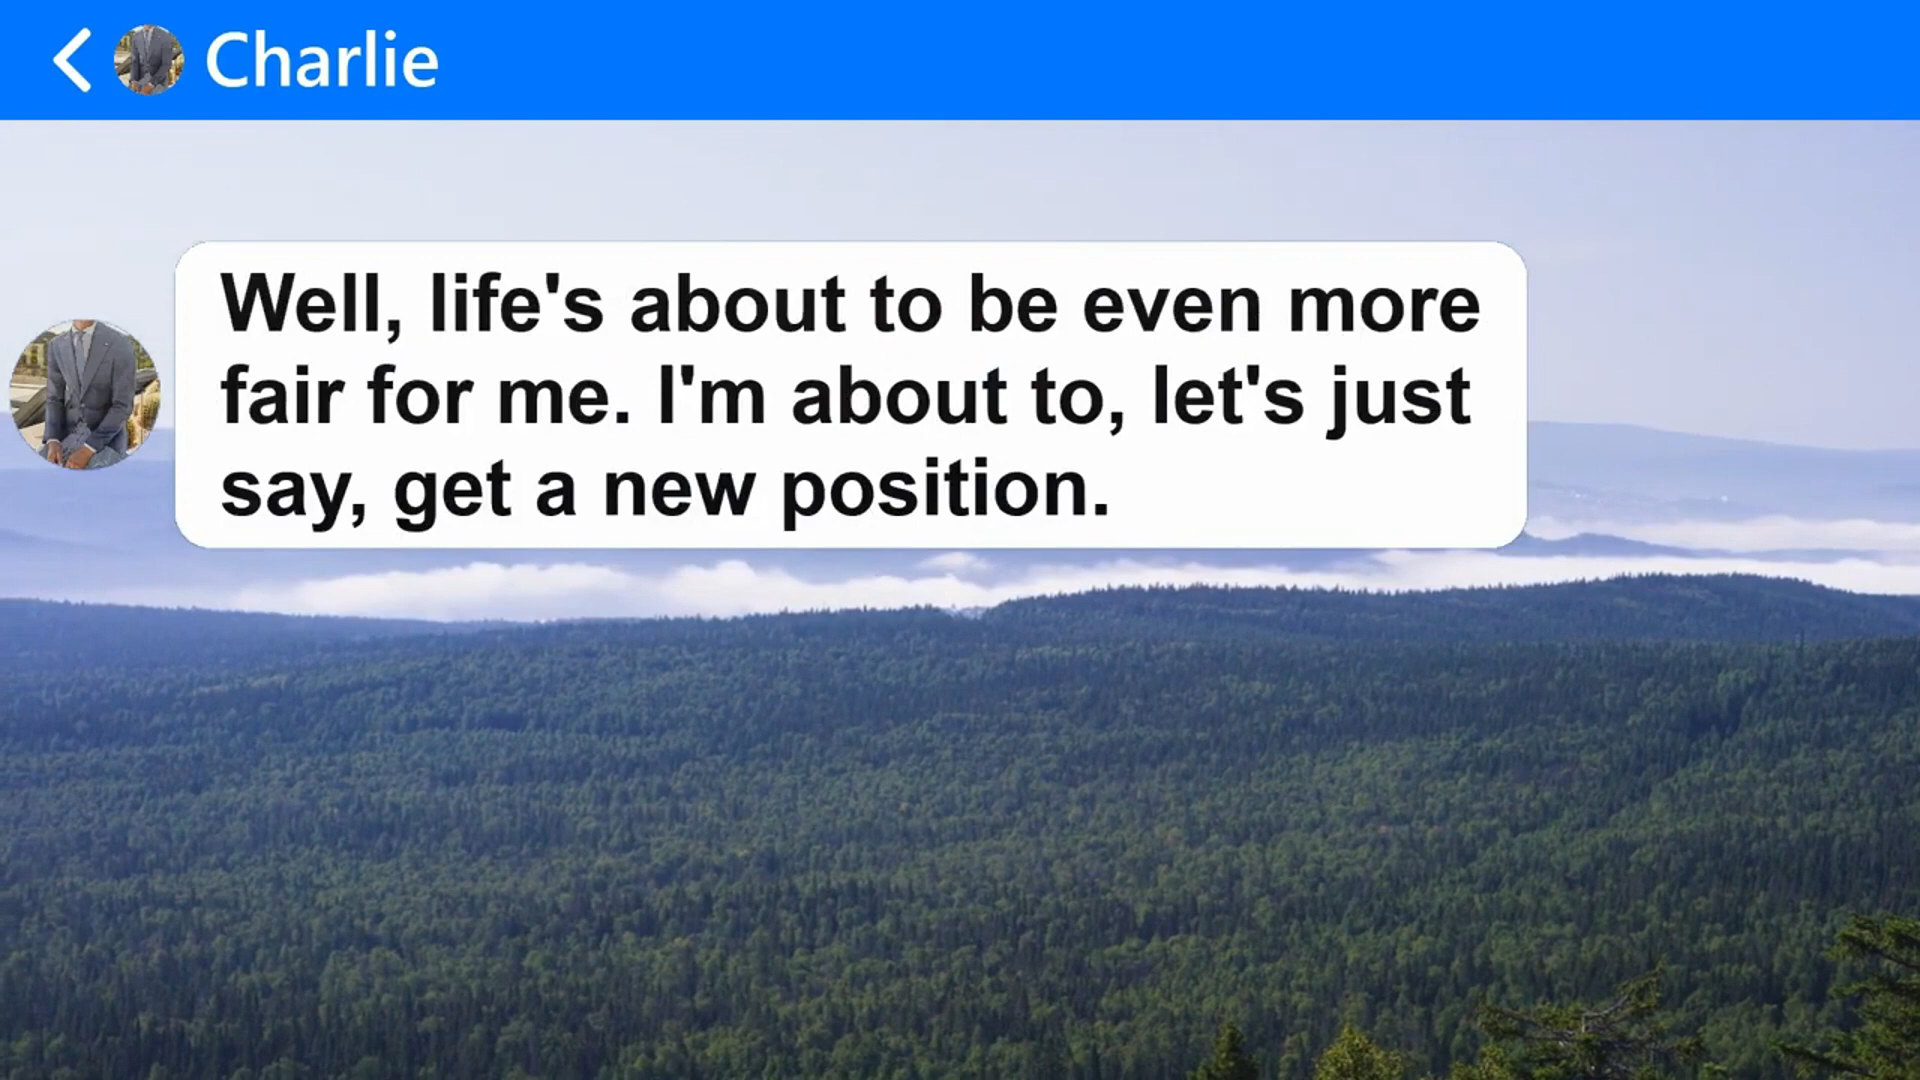 Charlie
Well, life's about to be even more
fair for me. I'm about to, let's just
say, get a new position.